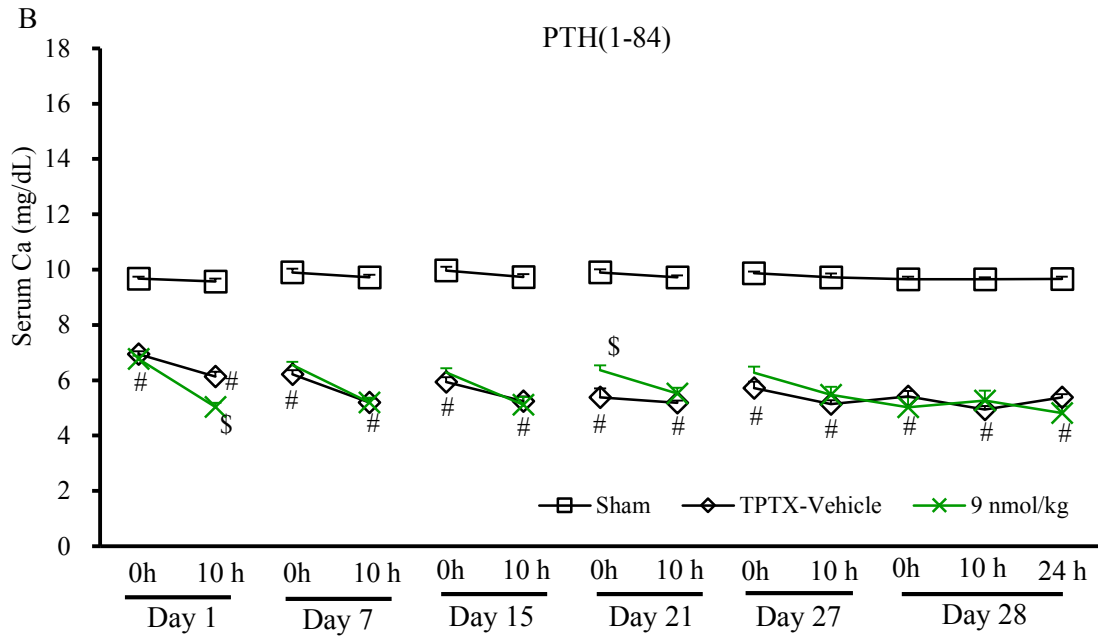 B
PTH(1-84)
Serum Ca (mg/dL)
18
16
14
12
10
8
6
4
2
0
# # $
# #
# #
$ # #
# #
# # #
Sham TPTX-Vehicle 9 nmol/kg
0h 10 h 0h 10 h 0h 10 h 0h 10 h 0h 10 h 0h 10 h 24 h
Day 1 Day 7 Day 15 Day 21 Day 27 Day 28